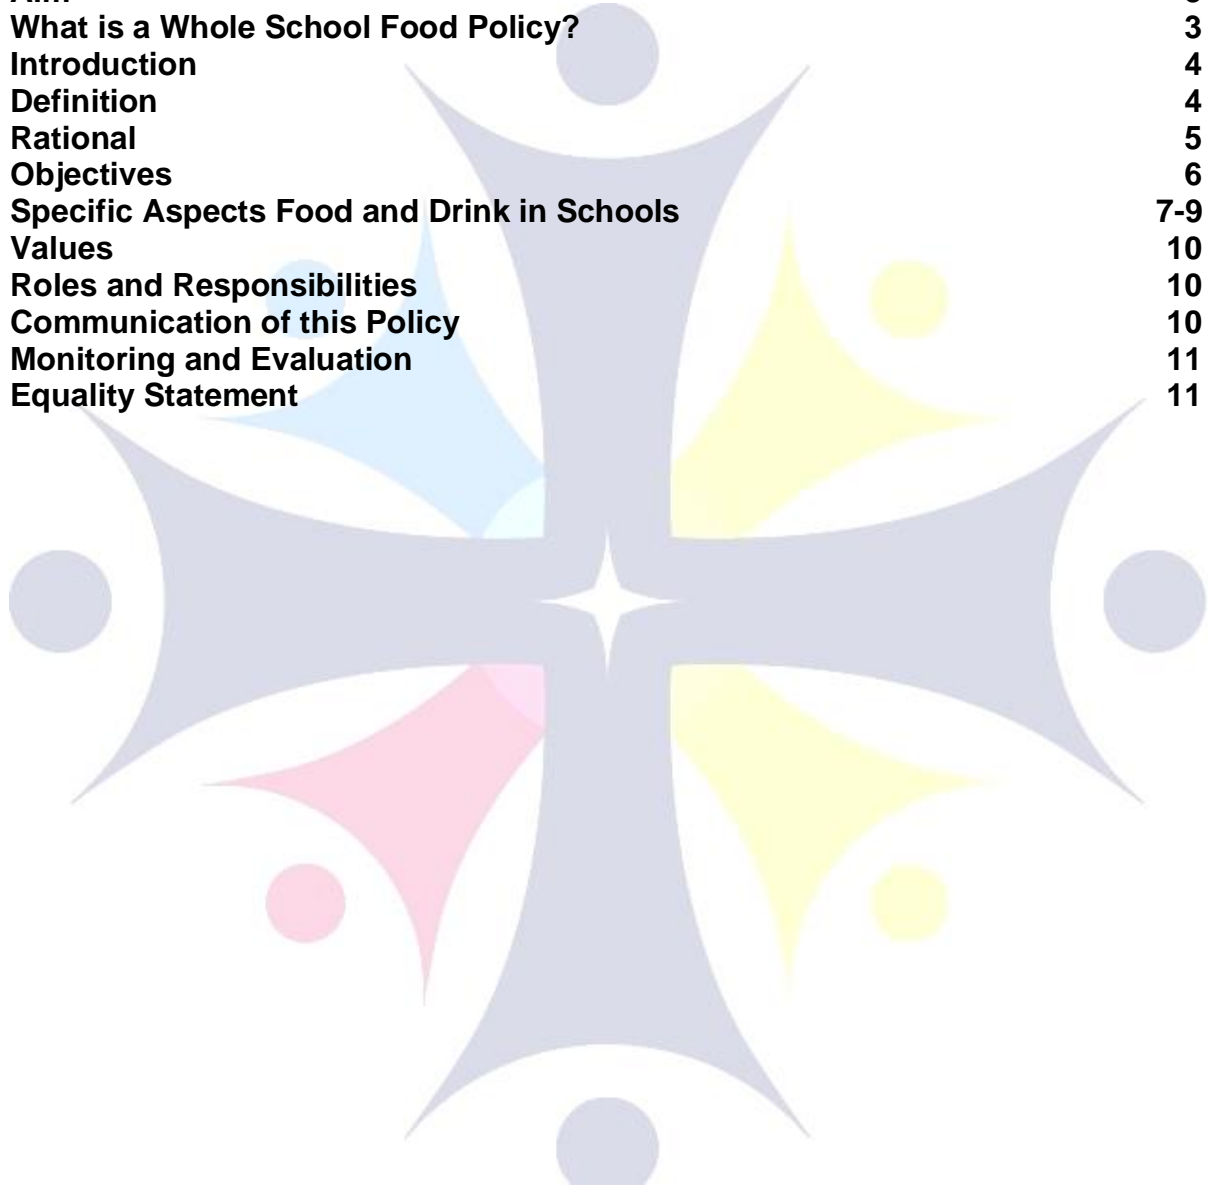 What is a Whole School Food Policy? 3
Introduction 4
Definition 4
Rational 5
Objectives 6
Specific Aspects Food and Drink in Schools 7-9
Values 10
Roles and Responsibilities 10
Communication of this Policy 10
Monitoring and Evaluation 11
Equality Statement 11